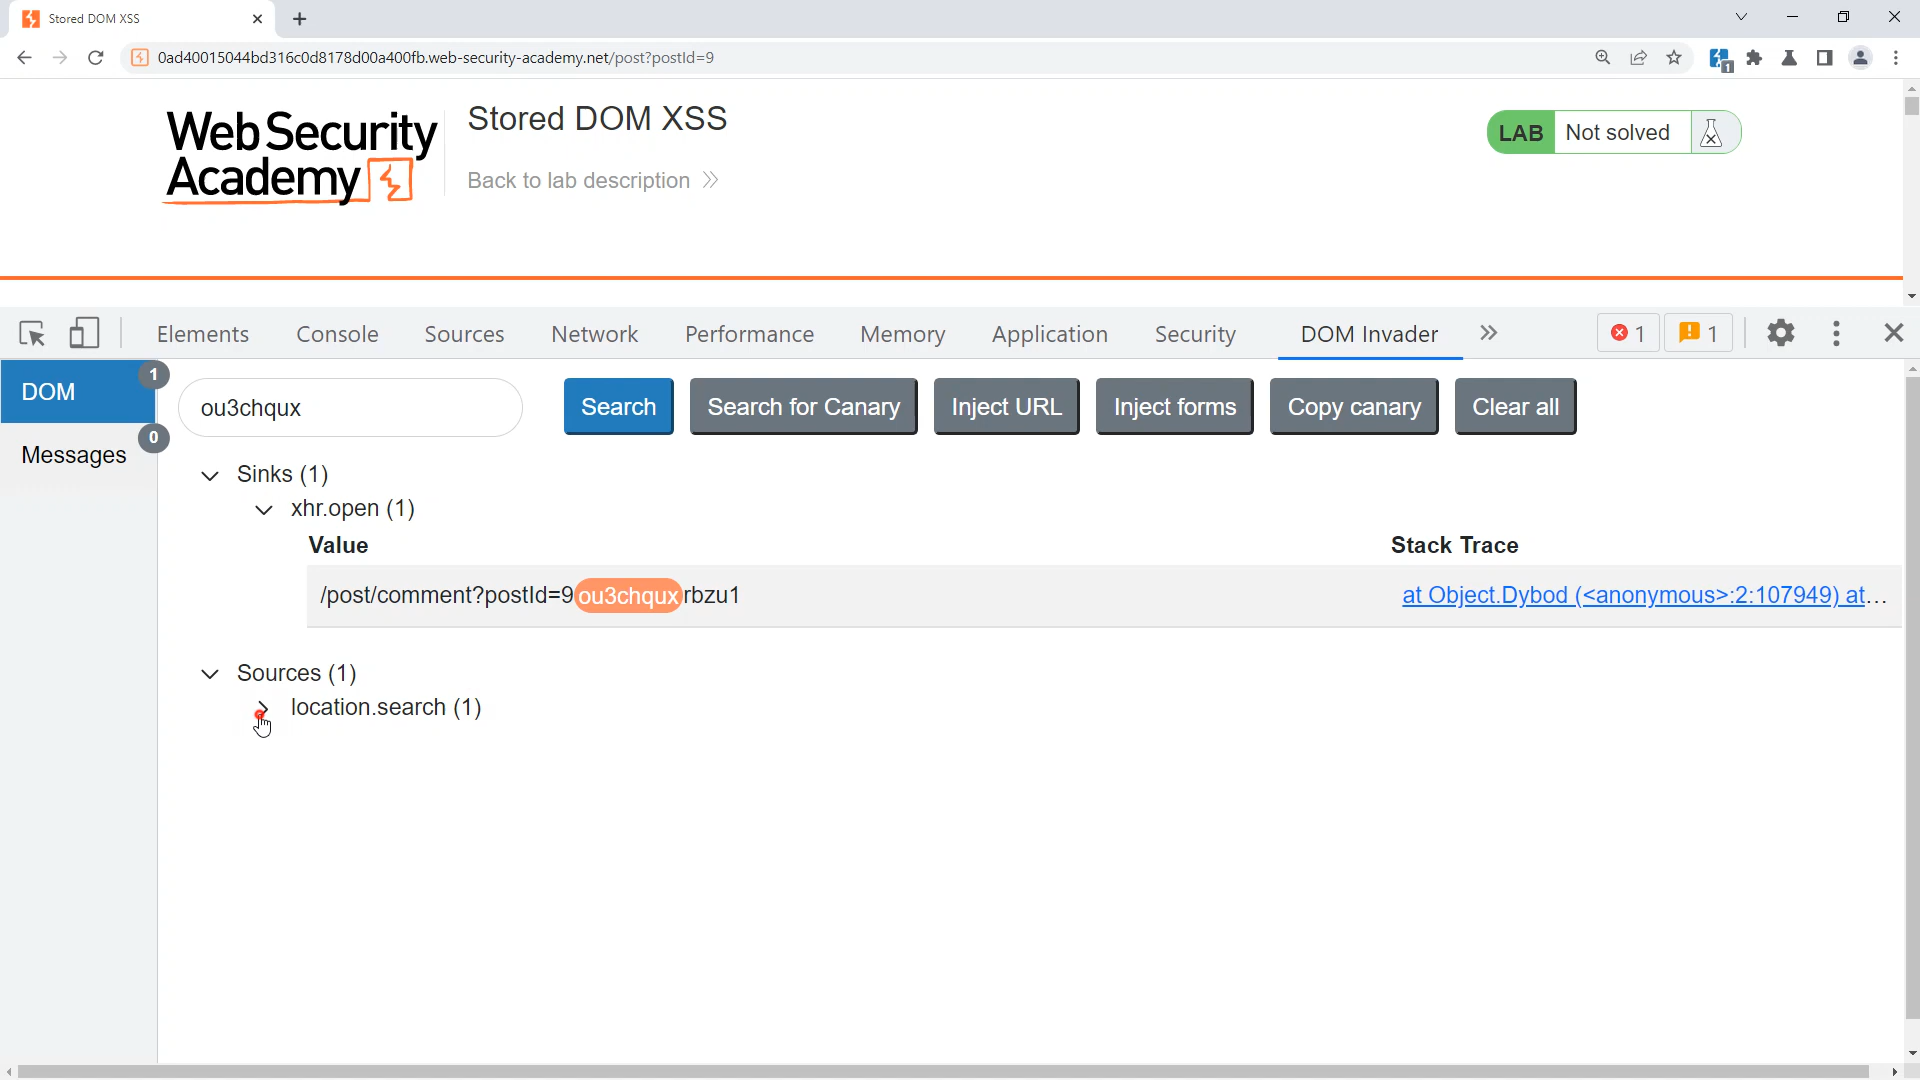 Stored DOM XSS
0ad40015044bd316c0d8178d00a400fb.web-security-academy.net/post?postId=9
1
Web Security
Academy
Stored DOM XSS
Back to lab description
LAB Not solved
Elements Console Sources Network Performance Memory Application Security DOM Invader 1 1
DOM 1
Messages 0
ou3chqux Search Search for Canary Inject URL Inject forms Copy canary Clear all
Sinks (1)
xhr.open (1)
Value Stack Trace
/post/comment?postId=9ou3chquxrbzu1 at Object.Dybod (<anonymous>:2:107949) at...
Sources (1)
location.search (1)